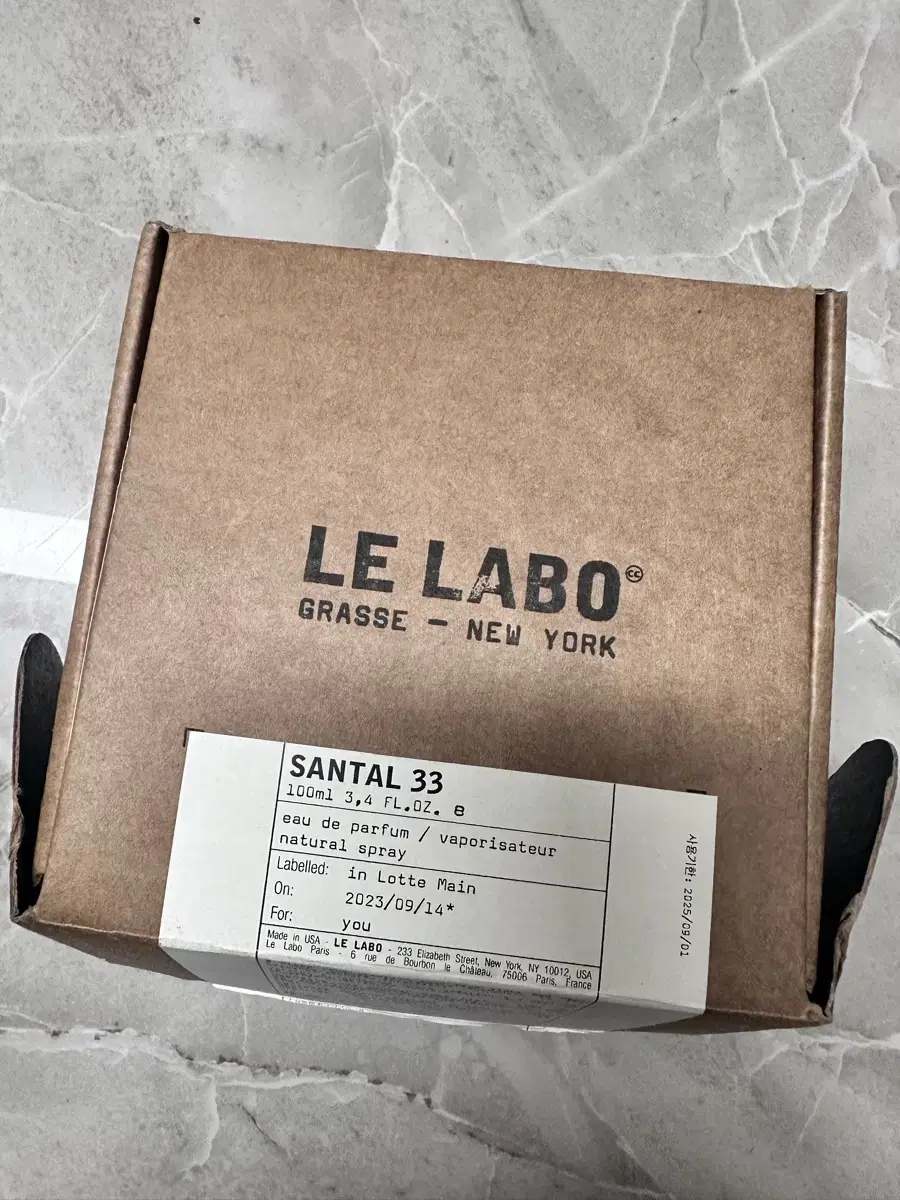 LE LABO
GRASSE — NEW YORK
SANTAL 33
100ml 3,4 FL.OZ. e
eau de parfum / vaporisateur
natural spray
Labelled: in Lotte Main
On: 2023/09/14*
For: you
Made in USA - LE LABO - 233 Elizabeth Street, New York, NY 10012, USA
Le Labo Paris - 6 rue de Bourbon le Château, 75006 Paris, France
사용기한: 2025/09/01